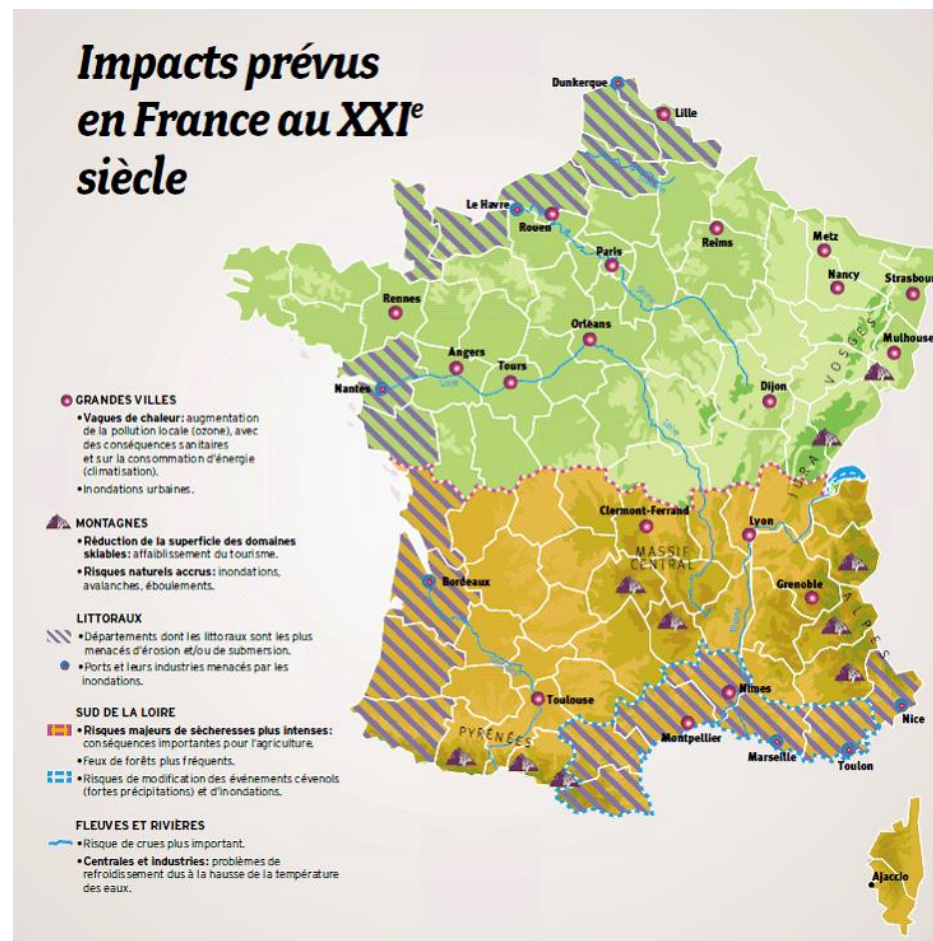 Impacts prévus
en France au XXIe
siècle
Dunkerque
Lille
Le Havre
Rouen
Reims
Metz
Paris
Nancy
Strasbour
Seine
Rennes
Orléans
VOSGES
Mulhouse
Angers
Tours
Nantes
Loire
Dijon
Loire
JURA
Clermont-Ferrand
Lyon
MASSIF
CENTRAL
Bordeaux
Grenoble
Rhône
ALPES
Toulouse
Nîmes
Nice
PYRÉNÉES
Montpellier
Marseille
Toulon
Ajaccio
GRANDES VILLES
• Vagues de chaleur: augmentation
de la pollution locale (ozone), avec
des conséquences sanitaires
et sur la consommation d'énergie
(climatisation).
• Inondations urbaines.
MONTAGNES
• Réduction de la superficie des domaines
skiables: affaiblissement du tourisme.
• Risques naturels accrus: inondations,
avalanches, éboulements.
LITTORAUX
• Départements dont les littoraux sont les plus
menacés d'érosion et/ou de submersion.
• Ports et leurs industries menacés par les
inondations.
SUD DE LA LOIRE
• Risques majeurs de sècheresses plus intenses:
conséquences importantes pour l'agriculture.
• Feux de forêts plus fréquents.
• Risques de modification des événements cévenols
(fortes précipitations) et d'inondations.
FLEUVES ET RIVIÈRES
• Risque de crues plus important.
• Centrales et industries: problèmes de
refroidissement dus à la hausse de la température
des eaux.